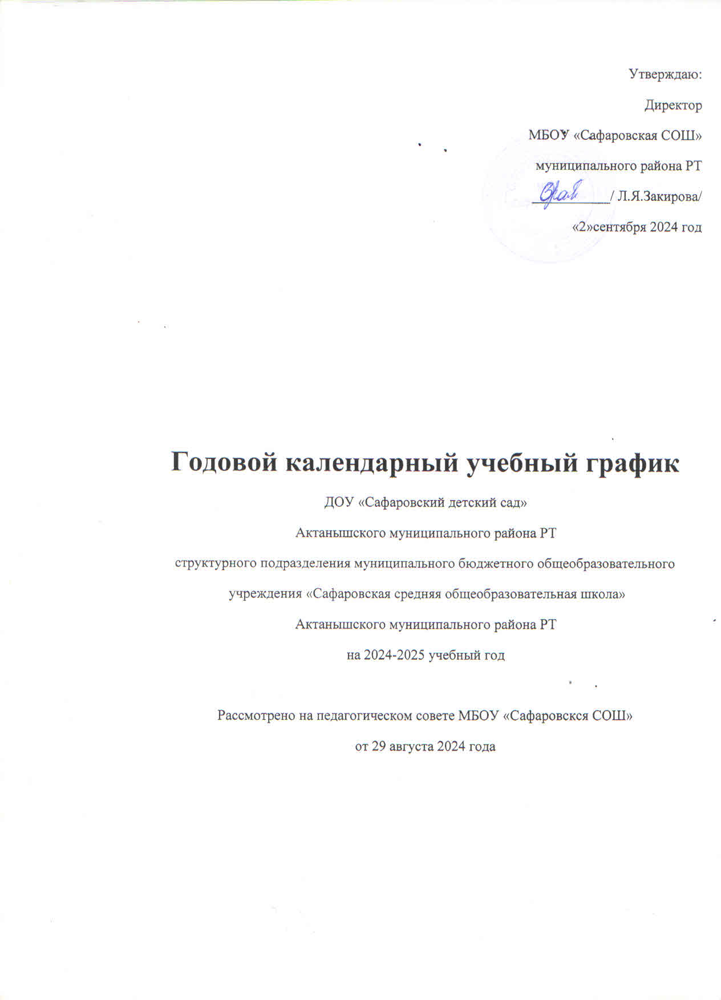 Утверждаю:
Директор
МБОУ «Сафаровская СОШ»
муниципального района РТ
___________/ Л.Я.Закирова/
«2»сентября 2024 год
Годовой календарный учебный график
ДОУ «Сафаровский детский сад»
Актанышского муниципального района РТ
структурного подразделения муниципального бюджетного общеобразовательного
учреждения «Сафаровская средняя общеобразовательная школа»
Актанышского муниципального района РТ
на 2024-2025 учебный год
Рассмотрено на педагогическом совете МБОУ «Сафаровскся СОШ»
от 29 августа 2024 года